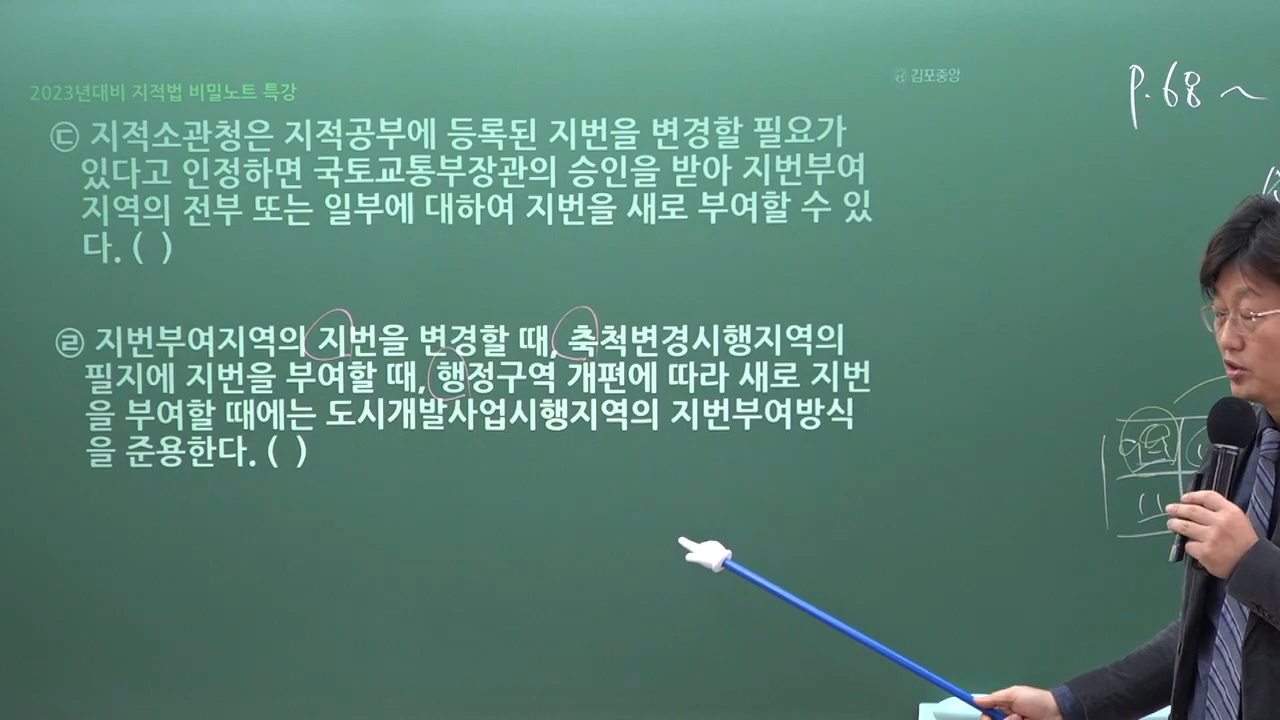 2023년대비 지적법 비밀노트 특강
김포중앙
P.68 ~
㉢ 지적소관청은 지적공부에 등록된 지번을 변경할 필요가
있다고 인정하면 국토교통부장관의 승인을 받아 지번부여
지역의 전부 또는 일부에 대하여 지번을 새로 부여할 수 있
다. ( )
㉣ 지번부여지역의 지번을 변경할 때, 축척변경시행지역의
필지에 지번을 부여할 때, 행정구역 개편에 따라 새로 지번
을 부여할 때에는 도시개발사업시행지역의 지번부여방식
을 준용한다. ( )